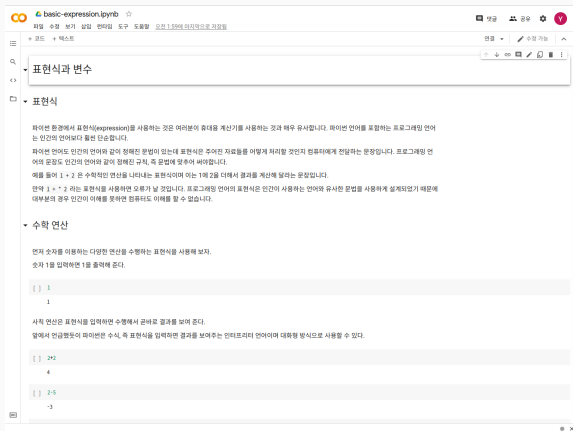 basic-expression.ipynb
파일 수정 보기 삽입 런타임 도구 도움말 오전 1:59에 마지막으로 저장됨
댓글 공유 Y
+ 코드 + 텍스트
연결 수정 가능
표현식과 변수
표현식
파이썬 환경에서 표현식(expression)을 사용하는 것은 여러분이 휴대용 계산기를 사용하는 것과 매우 유사합니다. 파이썬 언어를 포함하는 프로그래밍 언어
는 인간의 언어보다 훨씬 단순합니다.
파이썬 언어도 인간의 언어와 같이 정해진 문법이 있는데 표현식은 주어진 자료들를 어떻게 처리할 것인지 컴퓨터에게 전달하는 문장입니다. 프로그래밍 언
어의 문장도 인간의 언어와 같이 정해진 규칙, 즉 문법에 맞추어 써야합니다.
예를 들어 1 + 2 은 수학적인 연산을 나타내는 표현식이며 이는 1에 2을 더해서 결과를 계산해 달라는 문장입니다.
만약 1 + * 2 라는 표현식을 사용하면 오류가 날 것입니다. 프로그래밍 언어의 표현식은 인간이 사용하는 언어와 유사한 문법을 사용하게 설계되었기 때문에
대부분의 경우 인간이 이해를 못하면 컴퓨터도 이해를 할 수 없습니다.
수학 연산
먼저 숫자를 이용하는 다양한 연산을 수행하는 표현식을 사용해 보자.
숫자 1을 입력하면 1을 출력해 준다.
[ ] 1
1
사칙 연산은 표현식을 입력하면 수행해서 곧바로 결과를 보여 준다.
앞에서 언급했듯이 파이썬은 수식, 즉 표현식을 입력하면 결과를 보여주는 인터프리터 언어이며 대화형 방식으로 사용할 수 있다.
[ ] 2+2
4
[ ] 2-5
-3